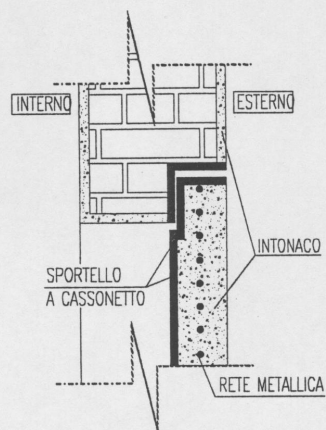 INTERNO
ESTERNO
INTONACO
SPORTELLO
A CASSONETTO
RETE METALLICA